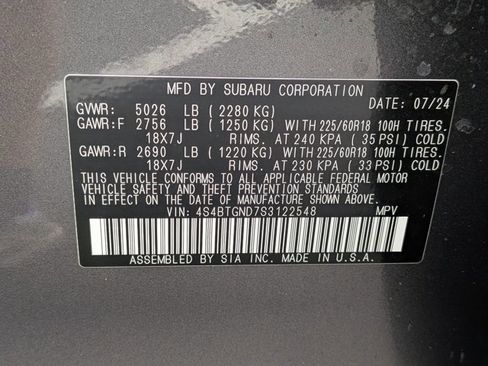 MFD BY SUBARU CORPORATION
GVWR: 5026 LB ( 2280 KG) DATE: 07/24
GAWR:F 2756 LB ( 1250 KG) WITH 225/60R18 100H TIRES.
18X7J RIMS. AT 240 KPA ( 35 PSI) COLD
GAWR:R 2690 LB ( 1220 KG) WITH 225/60R18 100H TIRES.
18X7J RIMS. AT 230 KPA ( 33 PSI) COLD
THIS VEHICLE CONFORMS TO ALL APPLICABLE FEDERAL MOTOR
VEHICLE SAFETY AND THEFT PREVENTION STANDARDS IN
EFFECT ON THE DATE OF MANUFACTURE SHOWN ABOVE.
VIN: 4S4BTGND7S3122548 MPV
ASSEMBLED BY SIA INC. MADE IN U.S.A.